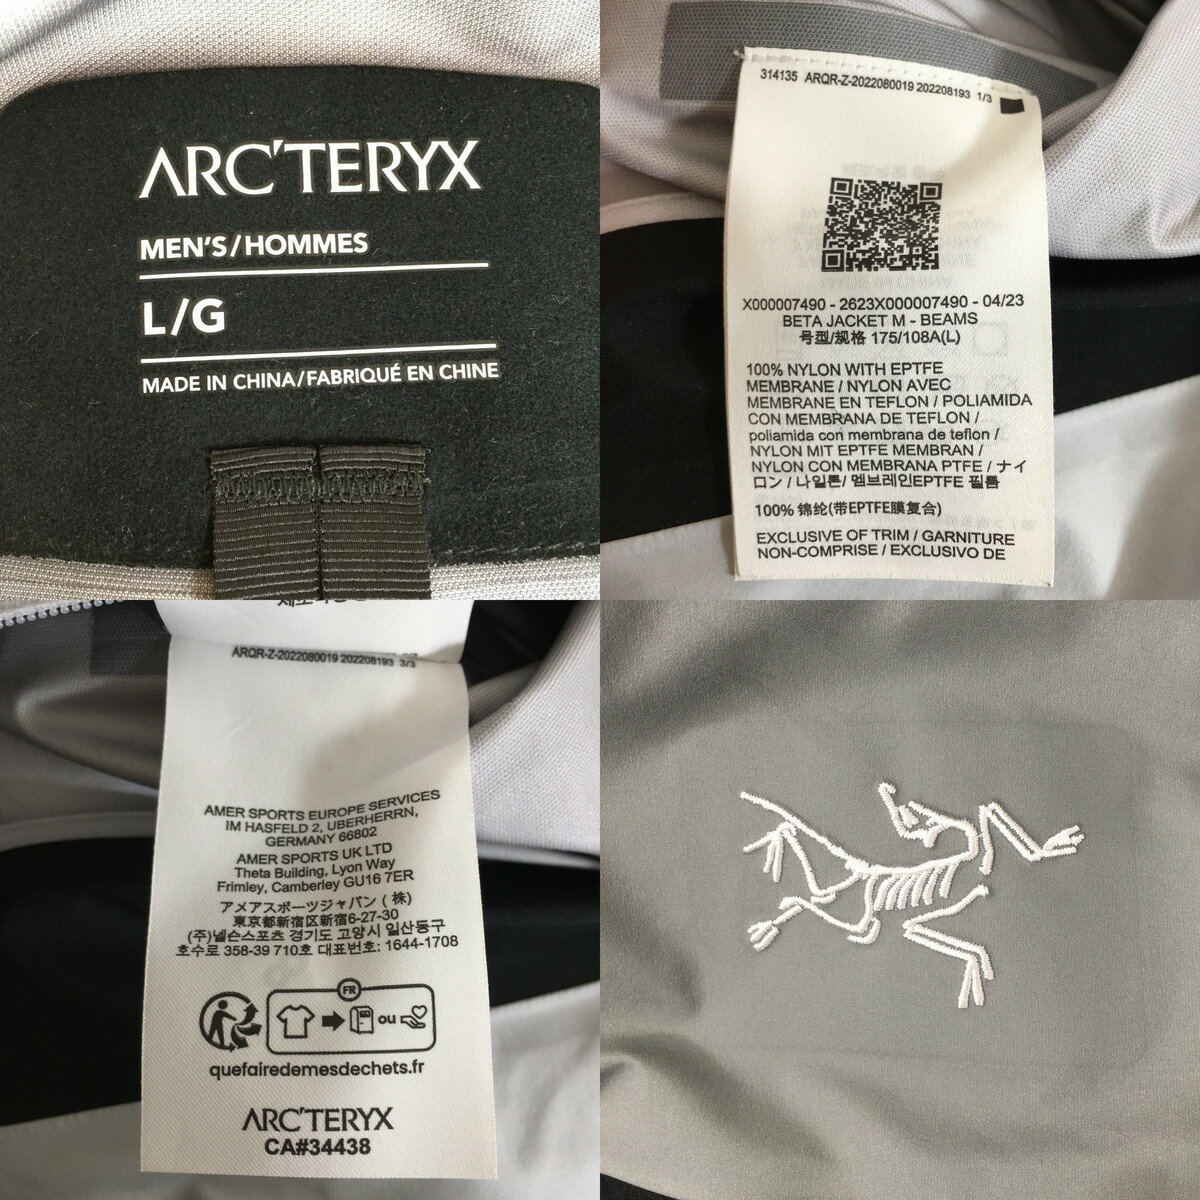 ARC'TERYX
MEN'S/HOMMES
L/G
MADE IN CHINA/FABRIQUÉ EN CHINE
314135 ARQR-Z-2022080019 202208193 1/3
X000007490 - 2623X000007490 - 04/23
BETA JACKET M - BEAMS
号型/规格 175/108A(L)
100% NYLON WITH EPTFE
MEMBRANE / NYLON AVEC
MEMBRANE EN TEFLON / POLIAMIDA
CON MEMBRANA DE TEFLON /
poliamida con membrana de teflon /
NYLON MIT EPTFE MEMBRAN /
NYLON CON MEMBRANA PTFE / ナイ
ロン / 나일론/ 멤브레인EPTFE 필름
100% 锦纶(带EPTFE膜复合)
EXCLUSIVE OF TRIM / GARNITURE
NON-COMPRISE / EXCLUSIVO DE
ARQR-Z-2022080019 202208193 3/3
AMER SPORTS EUROPE SERVICES
IM HASFELD 2, UBERHERRN,
GERMANY 66802
AMER SPORTS UK LTD
Theta Building, Lyon Way
Frimley, Camberley GU16 7ER
アメアスポーツジャパン (株)
東京都新宿区新宿6-27-30
(주)넬슨스포츠 경기도 고양시 일산동구
호수로 358-39 710호 대표번호: 1644-1708
FR
ou
quefairedemesdechets.fr
ARC'TERYX
CA#34438